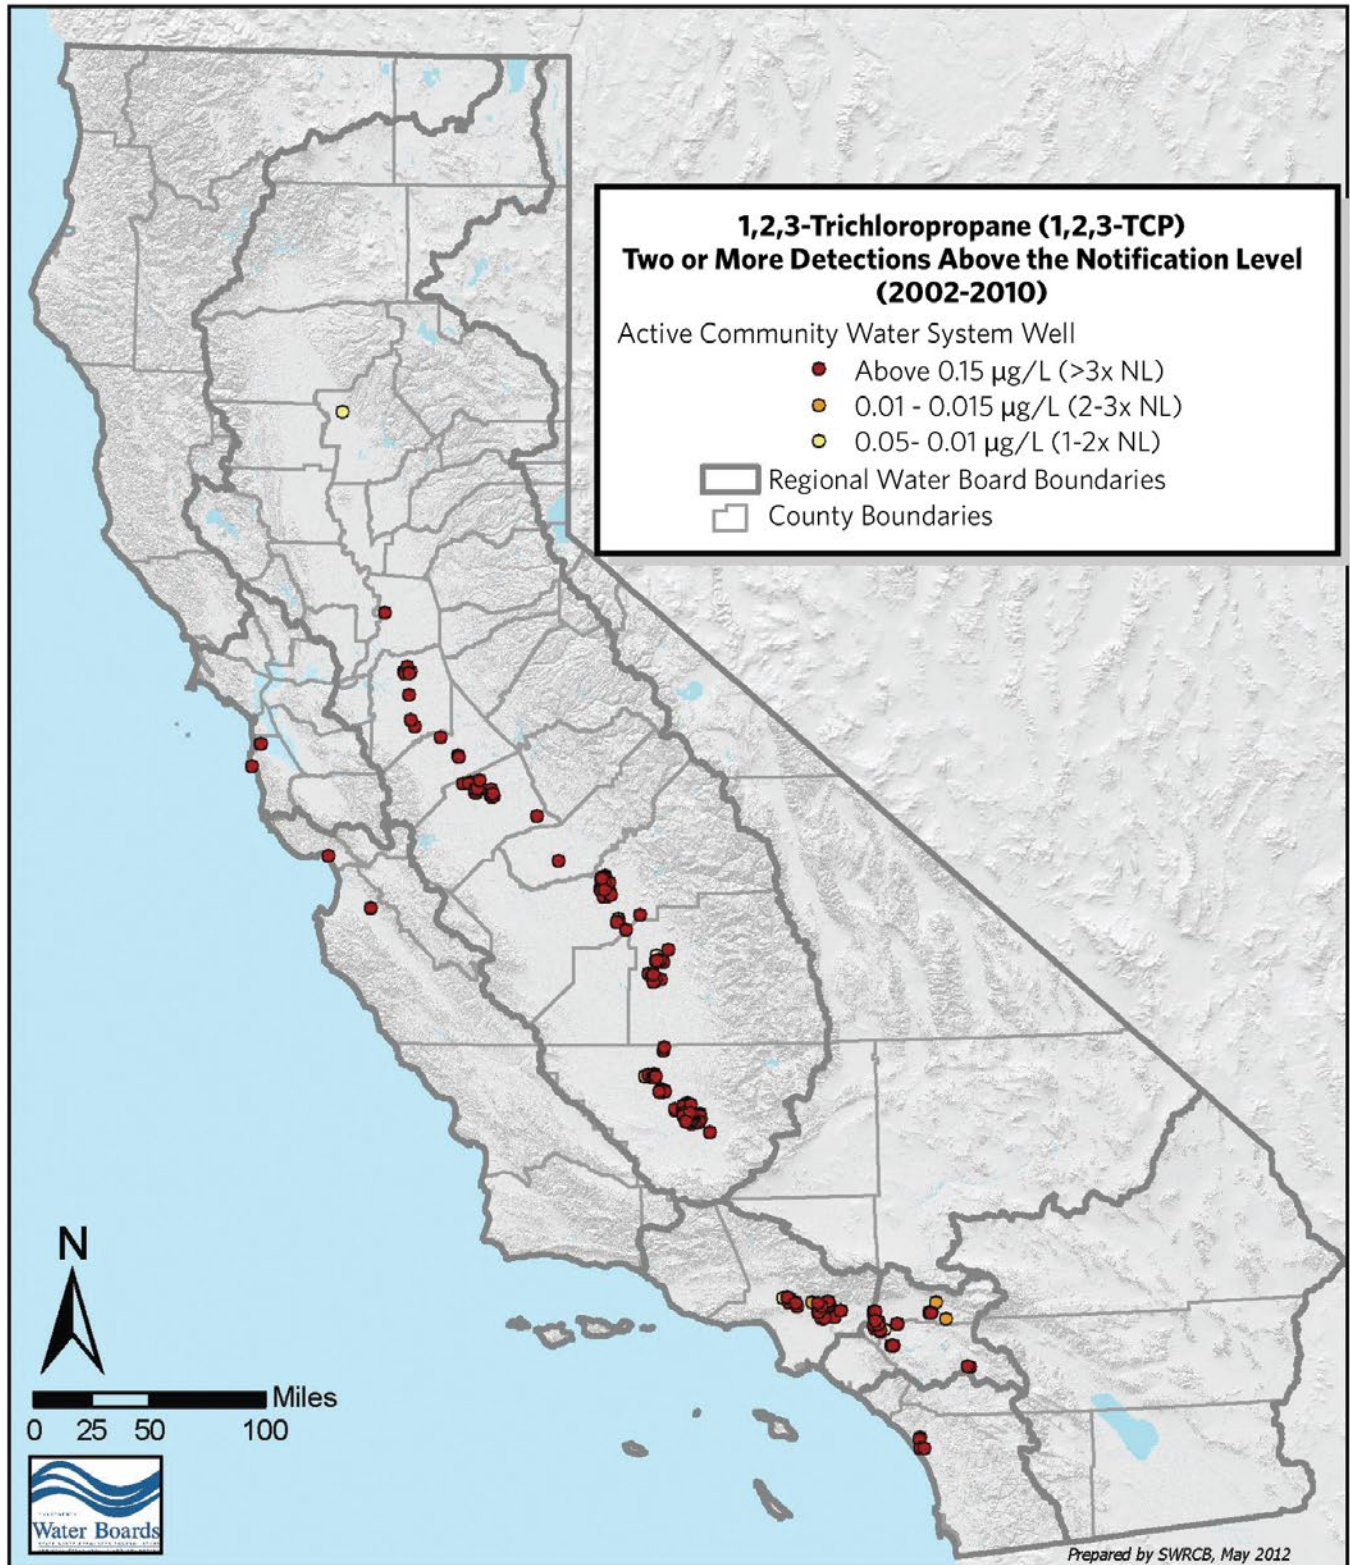 1,2,3-Trichloropropane (1,2,3-TCP)
Two or More Detections Above the Notification Level
(2002-2010)
Active Community Water System Well
Above 0.15 µg/L (>3x NL)
0.01 - 0.015 µg/L (2-3x NL)
0.05- 0.01 µg/L (1-2x NL)
Regional Water Board Boundaries
County Boundaries
N
Miles
0 25 50 100
Water Boards
Prepared by SWRCB, May 2012